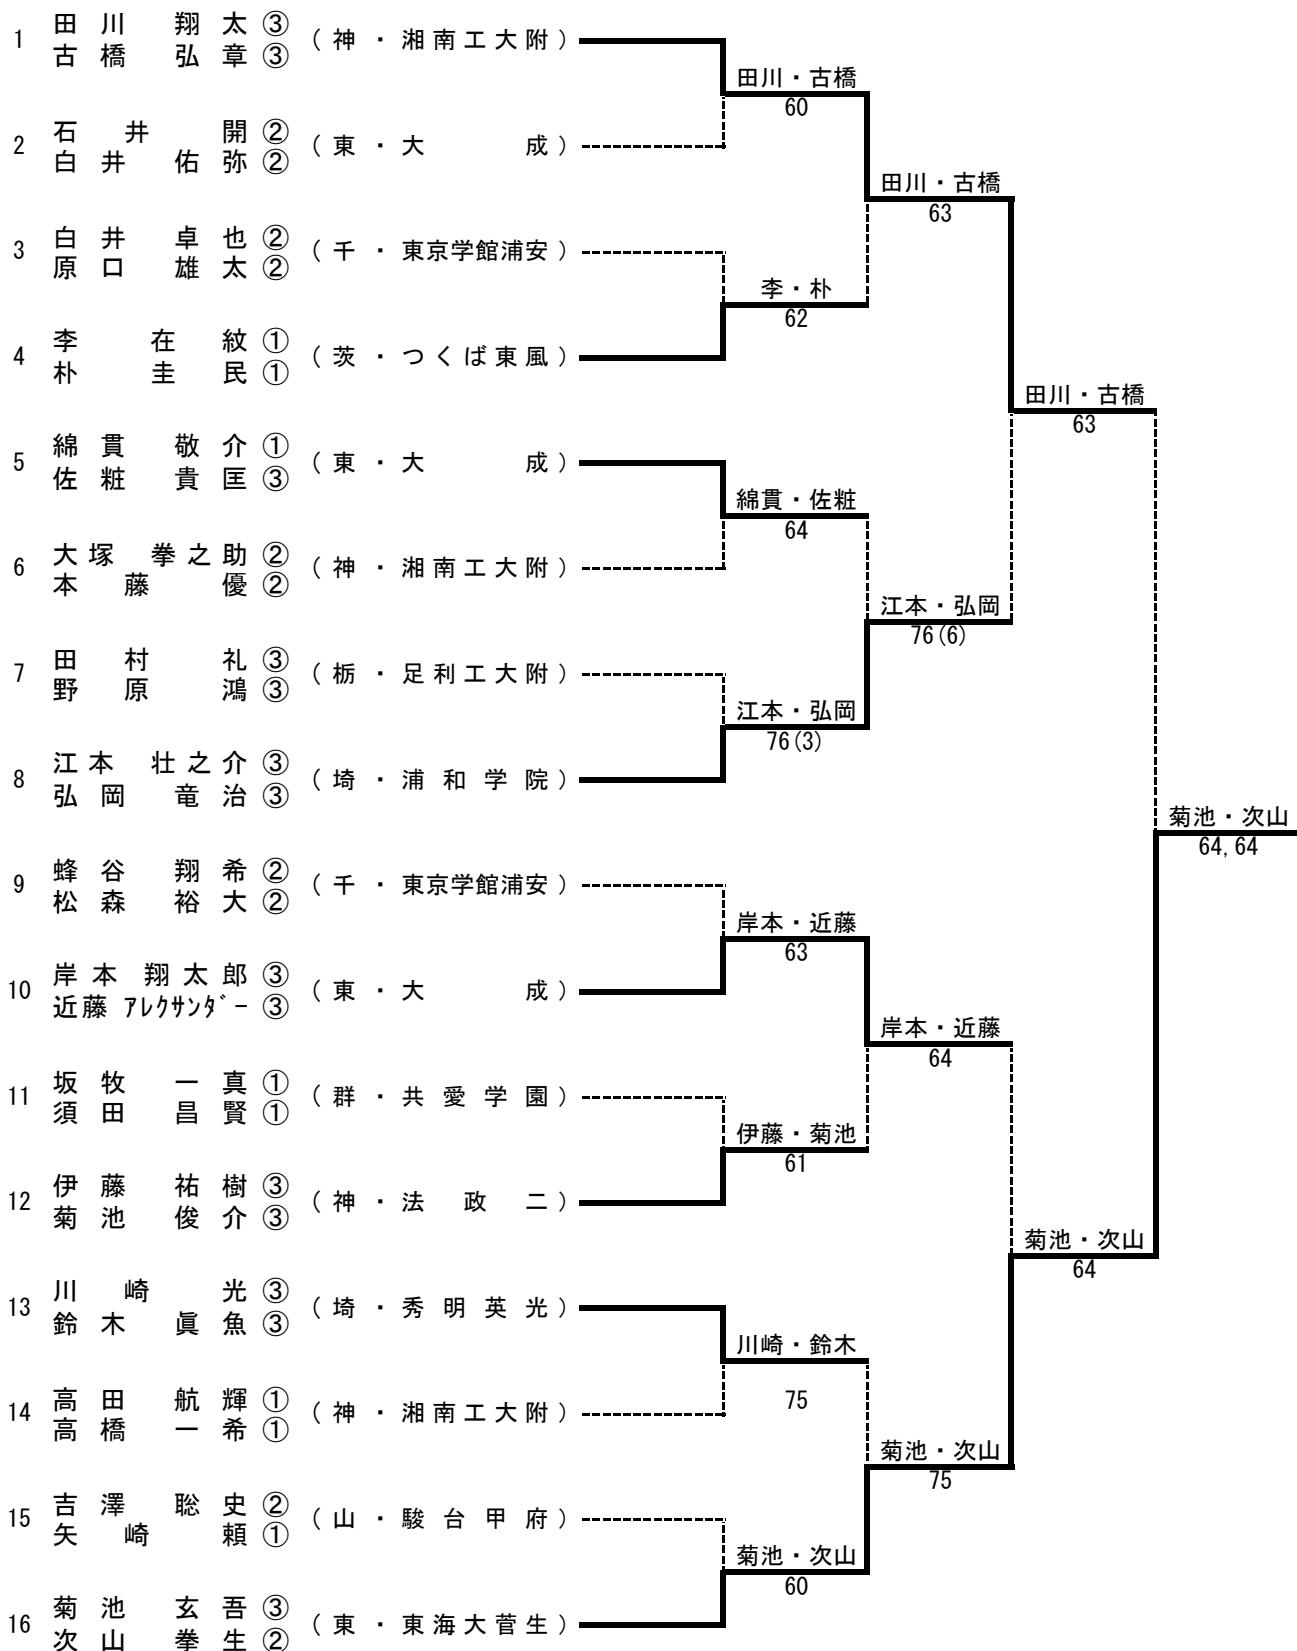 1 田川 翔太 ③ (神・湘南工大附)
古橋 弘章 ③
2 石井 開 ② (東・大成)
白井 佑弥 ②
3 白井 卓也 ② (千・東京学館浦安)
原口 雄太 ②
4 李 在紋 ① (茨・つくば東風)
朴 圭民 ①
5 綿貫 敬介 ① (東・大成)
佐粧 貴匡 ③
6 大塚 拳之助 ② (神・湘南工大附)
本藤 優 ②
7 田村 礼 ③ (栃・足利工大附)
野原 鴻 ③
8 江本 壮之介 ③ (埼・浦和学院)
弘岡 竜治 ③
9 蜂谷 翔希 ② (千・東京学館浦安)
松森 裕大 ②
10 岸本 翔太郎 ③ (東・大成)
近藤 ｱﾚｸｻﾝﾀﾞｰ ③
11 坂牧 一真 ① (群・共愛学園)
須田 昌賢 ①
12 伊藤 祐樹 ③ (神・法政二)
菊池 俊介 ③
13 川崎 光 ③ (埼・秀明英光)
鈴木 眞魚 ③
14 高田 航輝 ① (神・湘南工大附)
高橋 一希 ①
15 吉澤 聡史 ② (山・駿台甲府)
矢崎 頼 ①
16 菊池 玄吾 ③ (東・東海大菅生)
次山 拳生 ②
田川・古橋
60
李・朴
62
綿貫・佐粧
64
江本・弘岡
76(3)
岸本・近藤
63
伊藤・菊池
61
川崎・鈴木
75
菊池・次山
60
田川・古橋
63
江本・弘岡
76(6)
岸本・近藤
64
菊池・次山
75
田川・古橋
63
菊池・次山
64
菊池・次山
64,64